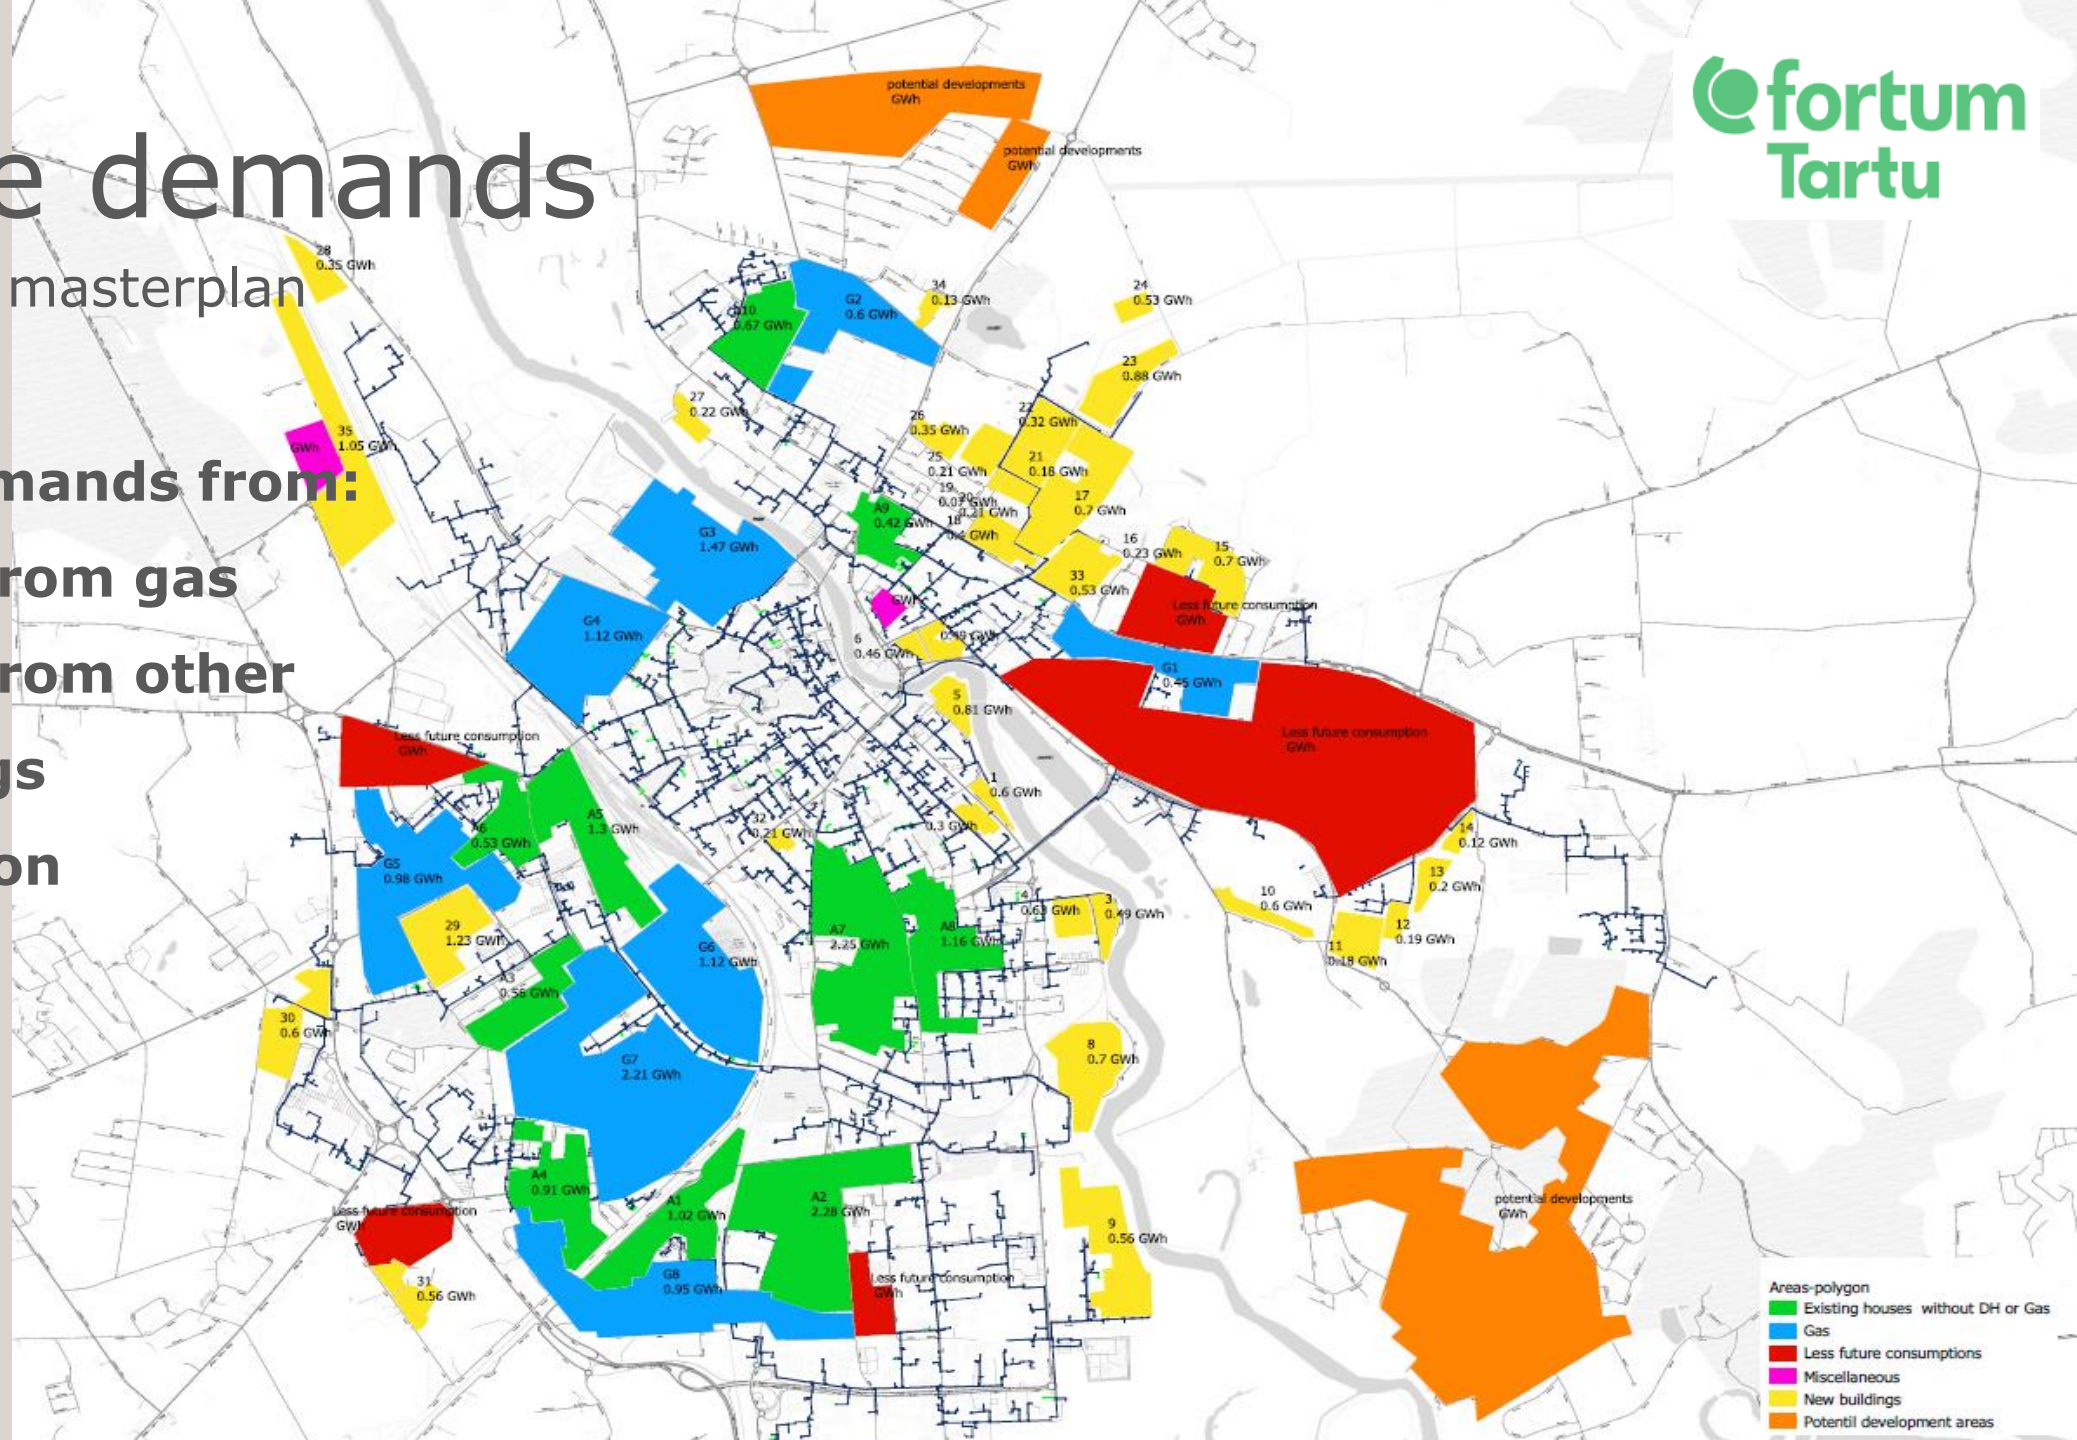 fortum
Tartu
e demands
masterplan
mands from:
rom gas
rom other
gs
on
potential developments
GWh
potential developments
GWh
28
0.35 GWh
34
0.13 GWh
24
0.53 GWh
G2
0.6 GWh
0.67 GWh
23
0.88 GWh
27
0.22 GWh
26
0.35 GWh
22
0.32 GWh
35
1.05 GWh
GWh
25
0.21 GWh
21
0.18 GWh
19
20
0.21 GWh
17
0.7 GWh
A9
0.42 GWh
18
G3
1.47 GWh
16
0.23 GWh
15
0.7 GWh
33
0.53 GWh
Less future consumption
GWh
G4
1.12 GWh
6
0.46 GWh
G1
0.45 GWh
5
0.81 GWh
Less future consumption
GWh
Less future consumption
GWh
1
0.6 GWh
2
0.3 GWh
32
0.21 GWh
A5
1.3 GWh
A6
0.53 GWh
G5
0.98 GWh
14
0.12 GWh
13
0.2 GWh
10
0.6 GWh
4
0.63 GWh
3
0.49 GWh
12
0.19 GWh
11
0.18 GWh
29
1.23 GWh
A7
2.25 GWh
A8
1.16 GWh
G6
1.12 GWh
A3
0.56 GWh
30
0.6 GWh
8
0.7 GWh
G7
2.21 GWh
A4
0.91 GWh
A1
1.02 GWh
A2
2.28 GWh
potential developments
GWh
Less future consumption
GWh
9
0.56 GWh
G8
0.95 GWh
Less future consumption
GWh
31
0.56 GWh
Areas-polygon
Existing houses without DH or Gas
Gas
Less future consumptions
Miscellaneous
New buildings
Potentil development areas